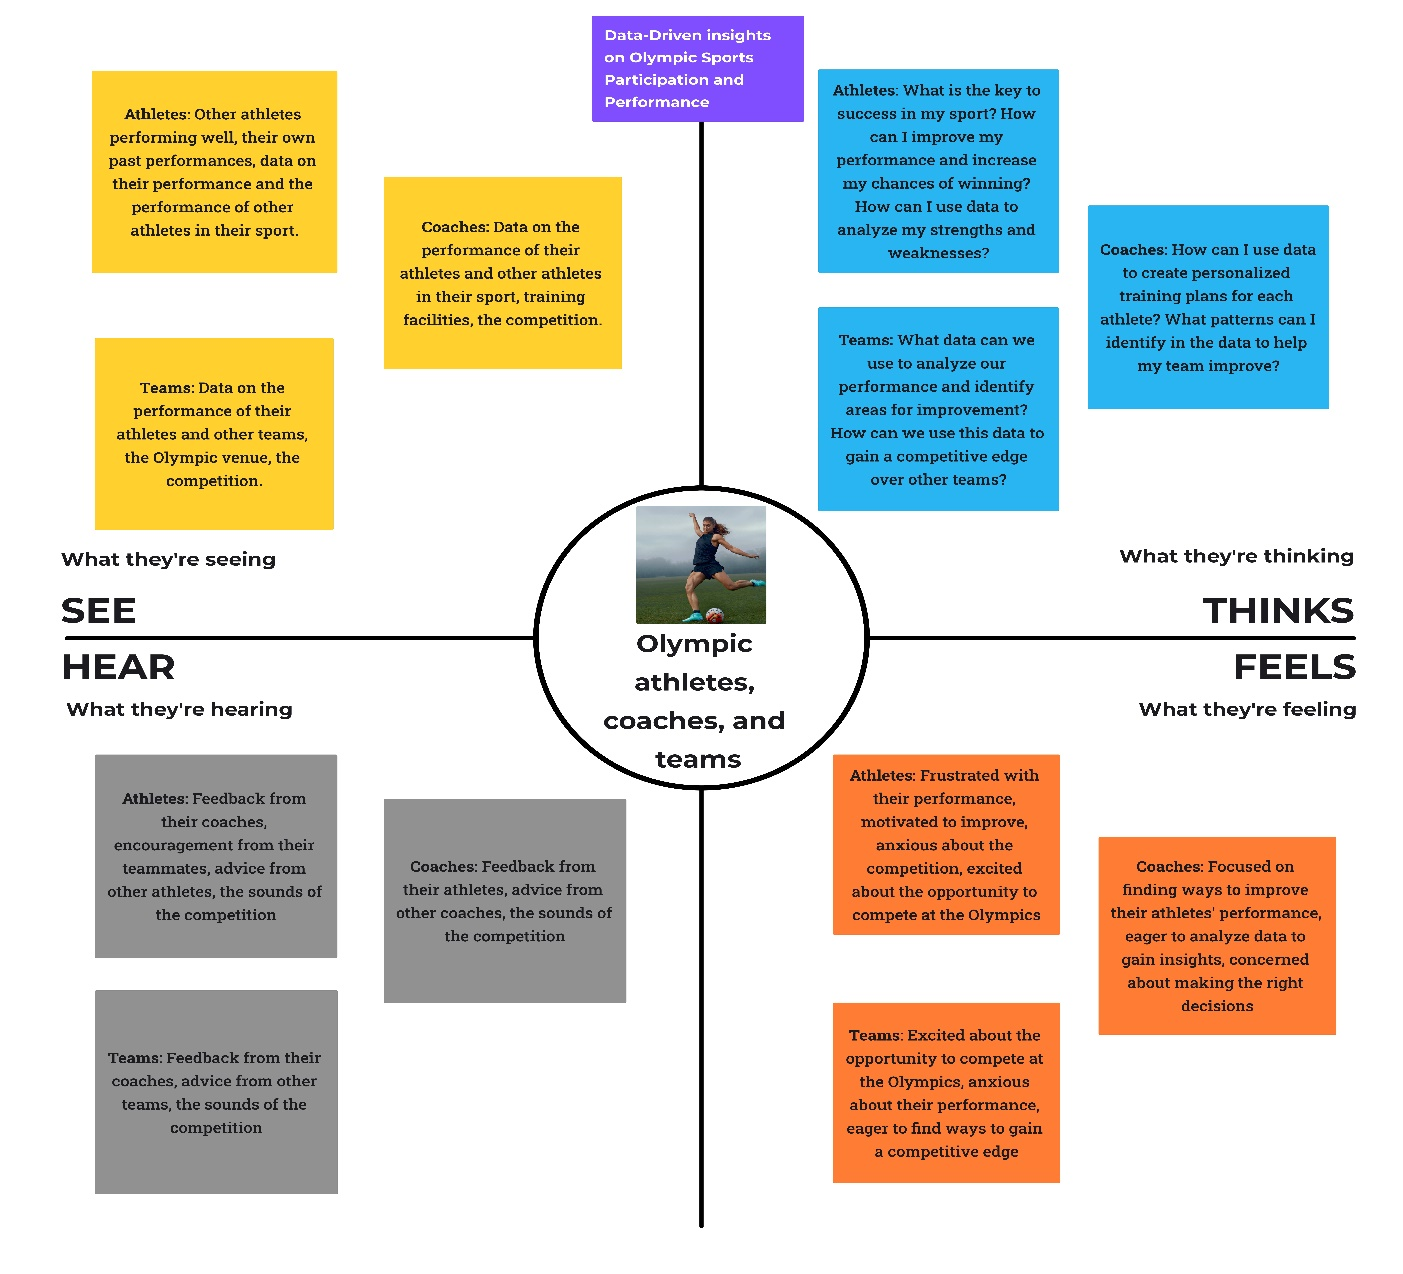 Data-Driven insights
on Olympic Sports
Participation and
Performance
Athletes: Other athletes
performing well, their own
past performances, data on
their performance and the
performance of other
athletes in their sport.
Coaches: Data on the
performance of their
athletes and other athletes
in their sport, training
facilities, the competition.
Teams: Data on the
performance of their
athletes and other teams,
the Olympic venue, the
competition.
What they're seeing
SEE
Athletes: What is the key to
success in my sport? How
can I improve my
performance and increase
my chances of winning?
How can I use data to
analyze my strengths and
weaknesses?
Coaches: How can I use data
to create personalized
training plans for each
athlete? What patterns can I
identify in the data to help
my team improve?
Teams: What data can we
use to analyze our
performance and identify
areas for improvement?
How can we use this data to
gain a competitive edge
over other teams?
What they're thinking
THINKS
Olympic
athletes,
coaches, and
teams
HEAR
What they're hearing
Athletes: Feedback from
their coaches,
encouragement from their
teammates, advice from
other athletes, the sounds of
the competition
Coaches: Feedback from
their athletes, advice from
other coaches, the sounds of
the competition
Teams: Feedback from their
coaches, advice from other
teams, the sounds of the
competition
FEELS
What they're feeling
Athletes: Frustrated with
their performance,
motivated to improve,
anxious about the
competition, excited
about the opportunity to
compete at the Olympics
Coaches: Focused on
finding ways to improve
their athletes' performance,
eager to analyze data to
gain insights, concerned
about making the right
decisions
Teams: Excited about the
opportunity to compete at
the Olympics, anxious
about their performance,
eager to find ways to gain
a competitive edge